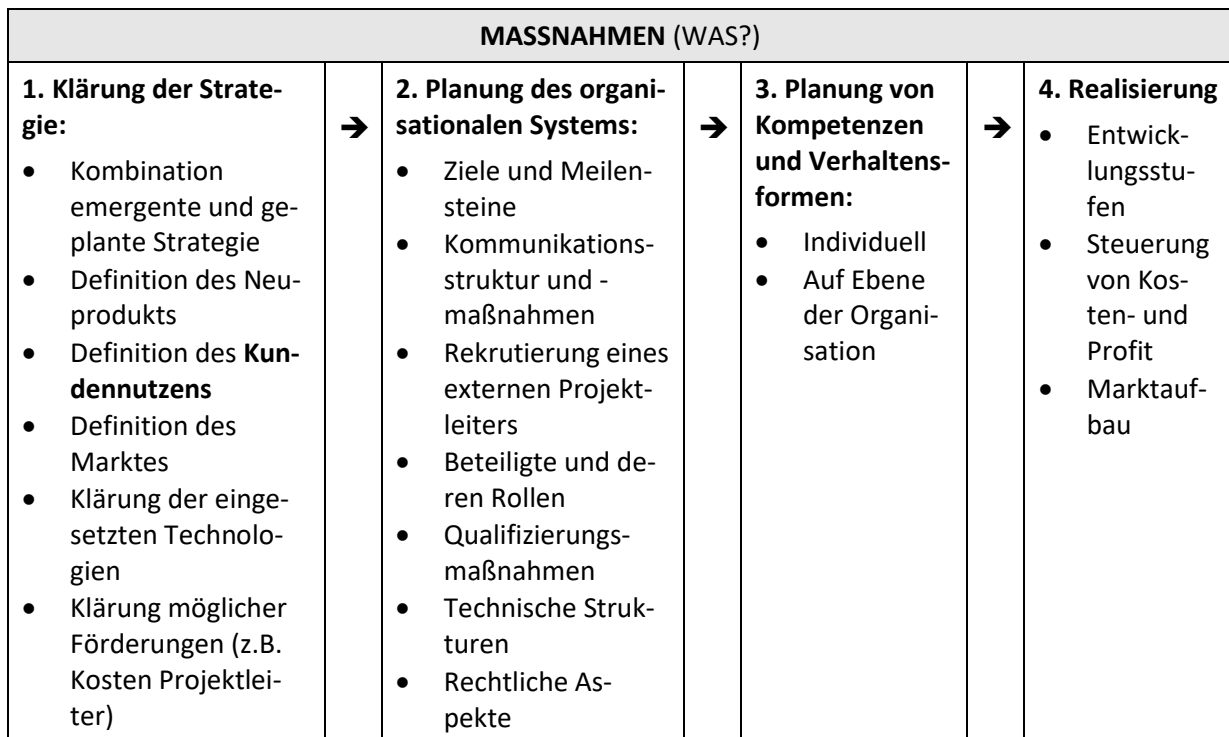 MASSNAHMEN (WAS?)
1. Klärung der Strate-
gie:
• Kombination
emergente und ge-
plante Strategie
• Definition des Neu-
produkts
• Definition des Kun-
dennutzens
• Definition des
Marktes
• Klärung der einge-
setzten Technolo-
gien
• Klärung möglicher
Förderungen (z.B.
Kosten Projektlei-
ter)
➔
2. Planung des organi-
sationalen Systems:
• Ziele und Meilen-
steine
• Kommunikations-
struktur und -
maßnahmen
• Rekrutierung eines
externen Projekt-
leiters
• Beteiligte und de-
ren Rollen
• Qualifizierungs-
maßnahmen
• Technische Struk-
turen
• Rechtliche As-
pekte
➔
3. Planung von
Kompetenzen
und Verhaltens-
formen:
• Individuell
• Auf Ebene
der Organi-
sation
➔
4. Realisierung
• Entwick-
lungsstu-
fen
• Steuerung
von Kos-
ten- und
Profit
• Marktauf-
bau